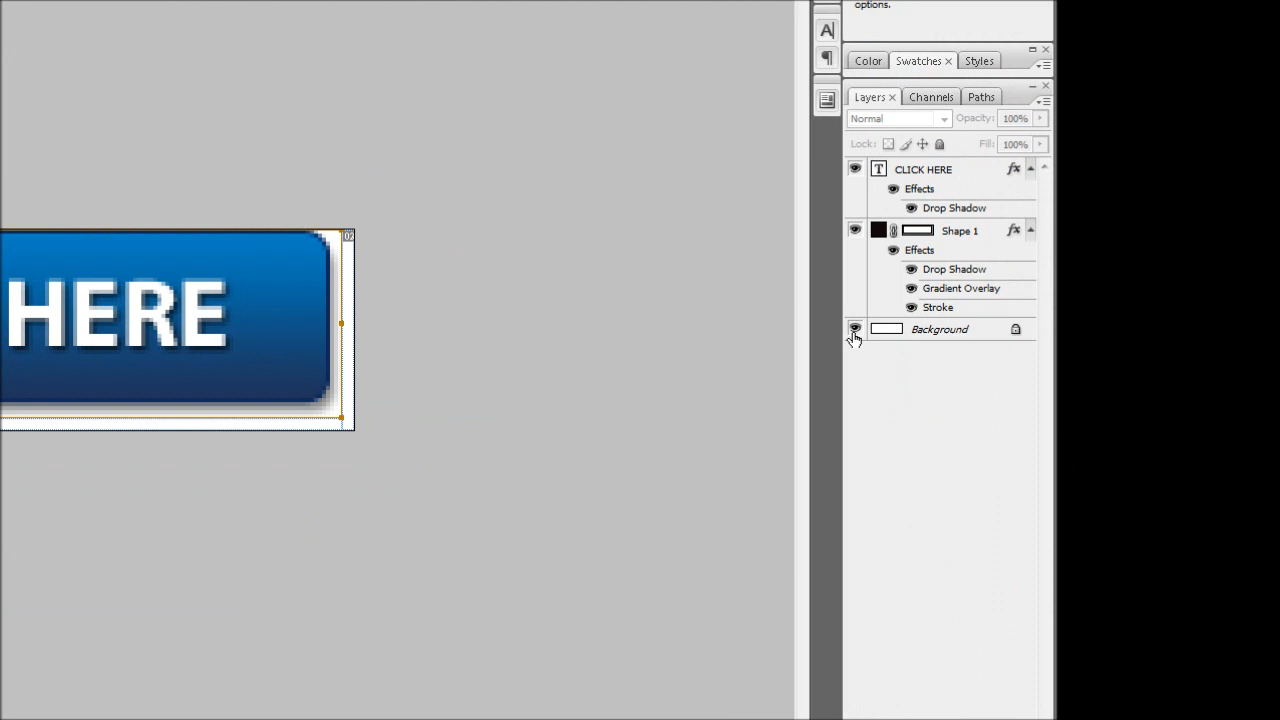 options.
Color Swatches × Styles
Layers × Channels Paths
Normal Opacity: 100%
Lock: Fill: 100%
T CLICK HERE fx
Effects
Drop Shadow
Shape 1 fx
Effects
Drop Shadow
Gradient Overlay
Stroke
Background
02
HERE
A
¶